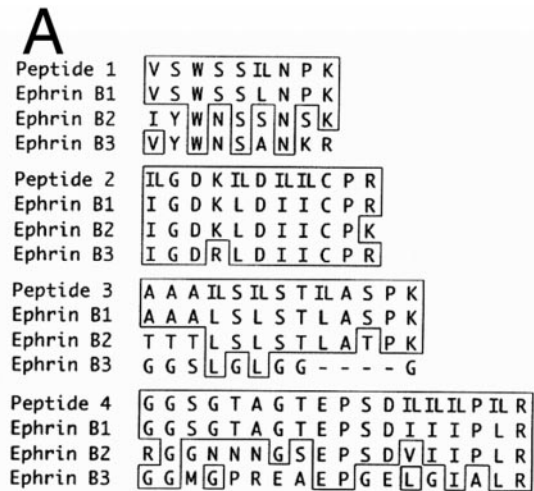 A
Peptide 1 V S W S S IL N P K
Ephrin B1 V S W S S L N P K
Ephrin B2 I Y W N S S N S K
Ephrin B3 V Y W N S A N K R
Peptide 2 IL G D K IL D IL IL C P R
Ephrin B1 I G D K L D I I C P R
Ephrin B2 I G D K L D I I C P K
Ephrin B3 I G D R L D I I C P R
Peptide 3 A A A IL S IL S T IL A S P K
Ephrin B1 A A A L S L S T L A S P K
Ephrin B2 T T T L S L S T L A T P K
Ephrin B3 G G S L G L G G - - - - G
Peptide 4 G G S G T A G T E P S D IL IL IL P IL R
Ephrin B1 G G S G T A G T E P S D I I I P L R
Ephrin B2 R G G N N N G S E P S D V I I P L R
Ephrin B3 G G M G P R E A E P G E L G I A L R